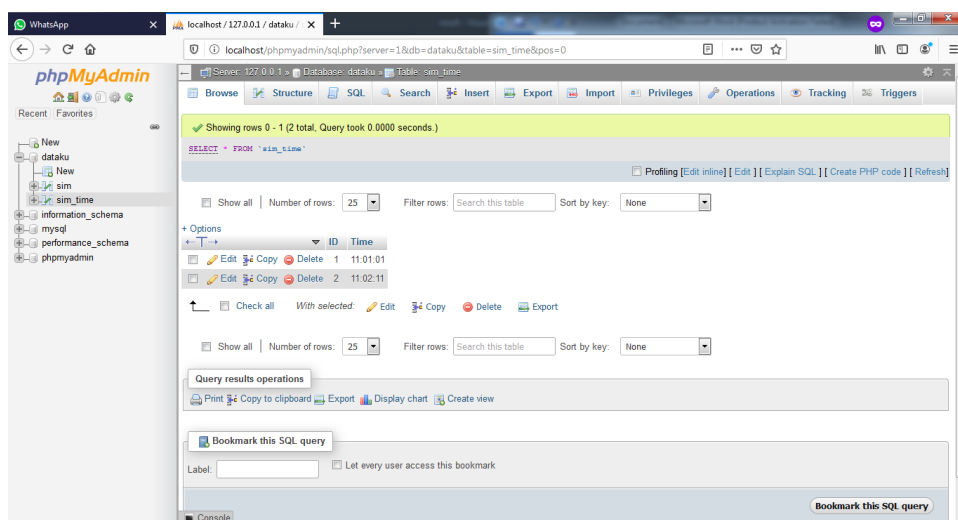 WhatsApp
localhost / 127.0.0.1 / dataku /
localhost/phpmyadmin/sql.php?server=1&db=dataku&table=sim_time&pos=0
phpMyAdmin
Recent Favorites
New
dataku
New
sim
sim_time
information_schema
mysql
performance_schema
phpmyadmin
Server: 127.0.0.1 » Database: dataku » Table: sim_time
Browse Structure SQL Search Insert Export Import Privileges Operations Tracking Triggers
Showing rows 0 - 1 (2 total, Query took 0.0000 seconds.)
SELECT * FROM `sim_time`
Profiling [Edit inline] [ Edit ] [ Explain SQL ] [ Create PHP code ] [ Refresh]
Show all | Number of rows: 25 Filter rows: Search this table Sort by key: None
+ Options
←T→ ID Time
Edit Copy Delete 1 11:01:01
Edit Copy Delete 2 11:02:11
Check all With selected: Edit Copy Delete Export
Show all | Number of rows: 25 Filter rows: Search this table Sort by key: None
Query results operations
Print Copy to clipboard Export Display chart Create view
Bookmark this SQL query
Label: Let every user access this bookmark
Bookmark this SQL query
Console